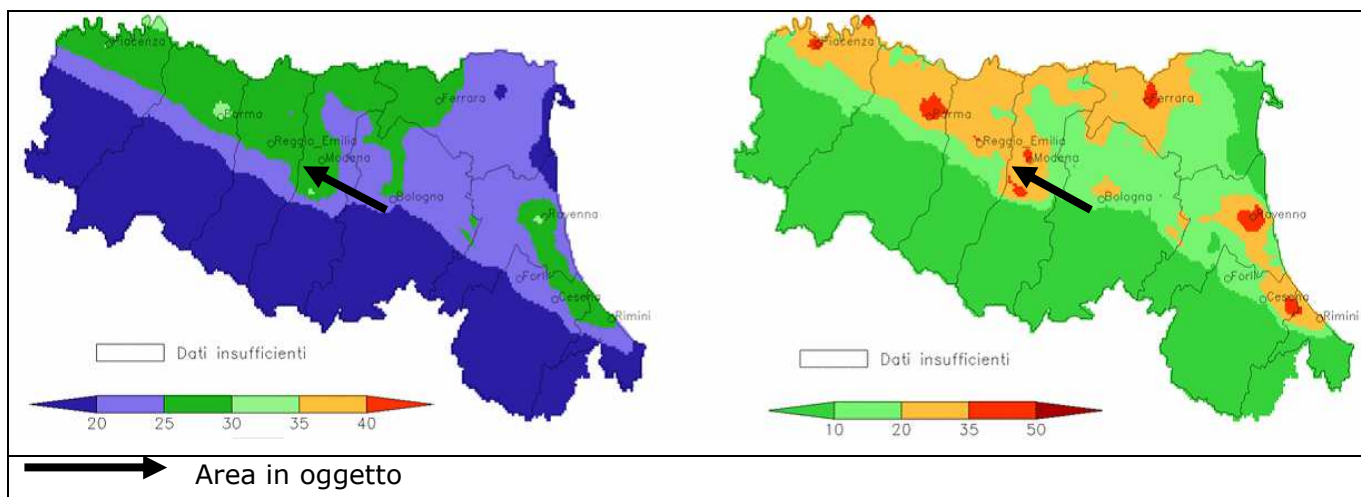 Piacenza
Parma
Reggio_Emilia
Modena
Ferrara
Bologna
Ravenna
Forlì
Cesena
Rimini
Dati insufficienti
20 25 30 35 40
Piacenza
Parma
Reggio_Emilia
Modena
Ferrara
Bologna
Ravenna
Forlì
Cesena
Rimini
Dati insufficienti
10 20 35 50
Area in oggetto